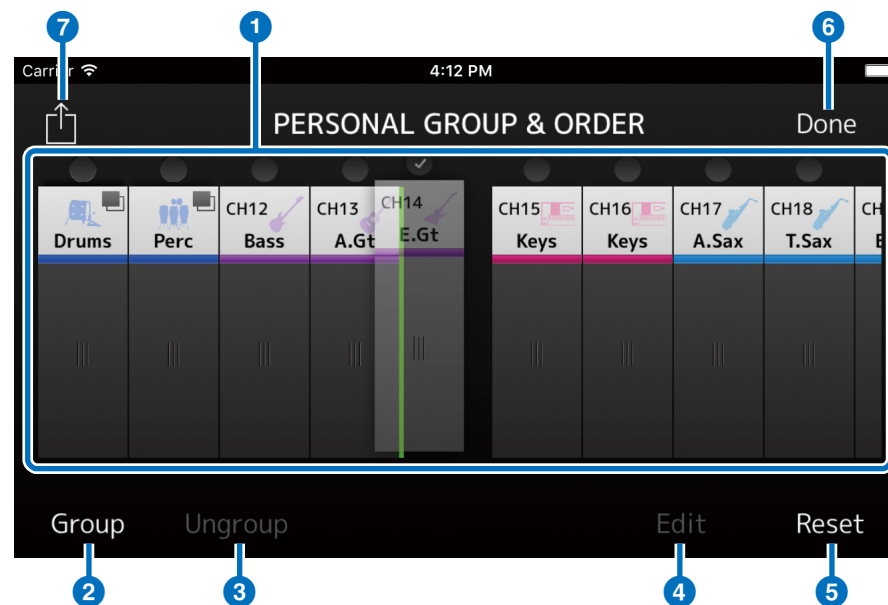 7 1 6
Carrier 4:12 PM
PERSONAL GROUP & ORDER Done
CH12 CH13 CH14 CH15 CH16 CH17 CH18 CH
Drums Perc Bass A.Gt E.Gt Keys Keys A.Sax T.Sax
Group Ungroup Edit Reset
2 3 4 5